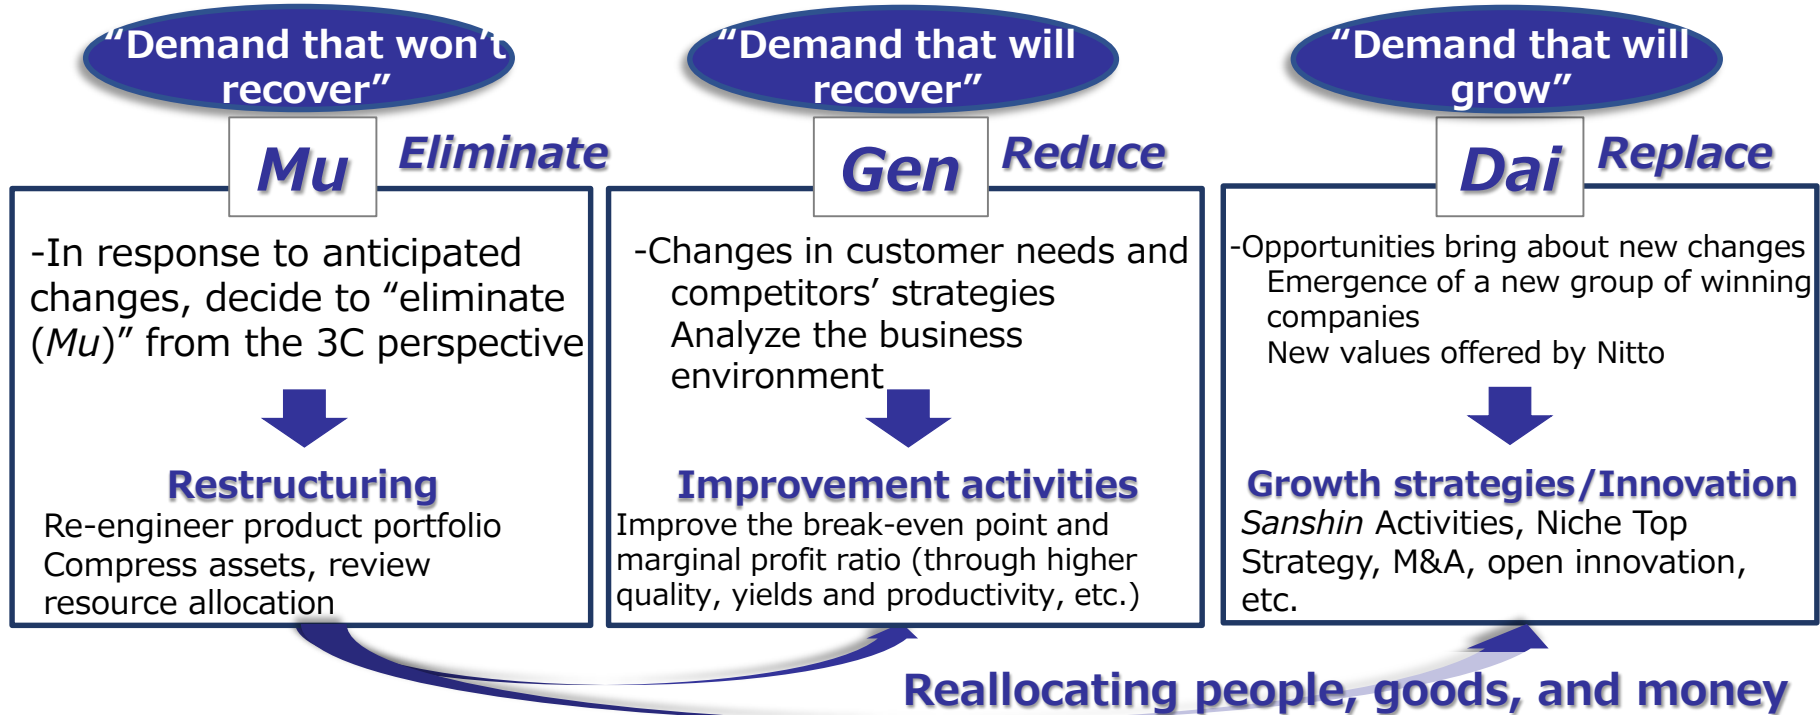 “Demand that won’t
recover”
Mu
Eliminate
-In response to anticipated
changes, decide to “eliminate
(Mu)” from the 3C perspective
Restructuring
Re-engineer product portfolio
Compress assets, review
resource allocation
“Demand that will
recover”
Gen
Reduce
-Changes in customer needs and
competitors’ strategies
Analyze the business
environment
Improvement activities
Improve the break-even point and
marginal profit ratio (through higher
quality, yields and productivity, etc.)
“Demand that will
grow”
Dai
Replace
-Opportunities bring about new changes
Emergence of a new group of winning
companies
New values offered by Nitto
Growth strategies/Innovation
Sanshin Activities, Niche Top
Strategy, M&A, open innovation,
etc.
Reallocating people, goods, and money